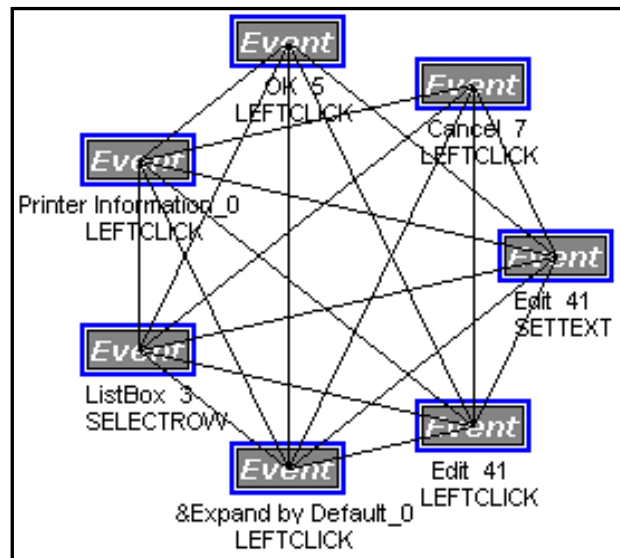 Event
OK_5
LEFTCLICK
Event
Cancel_7
LEFTCLICK
Event
Printer Information_0
LEFTCLICK
Event
Edit_41
SETTEXT
Event
ListBox_3
SELECTROW
Event
Edit_41
LEFTCLICK
Event
&Expand by Default_0
LEFTCLICK